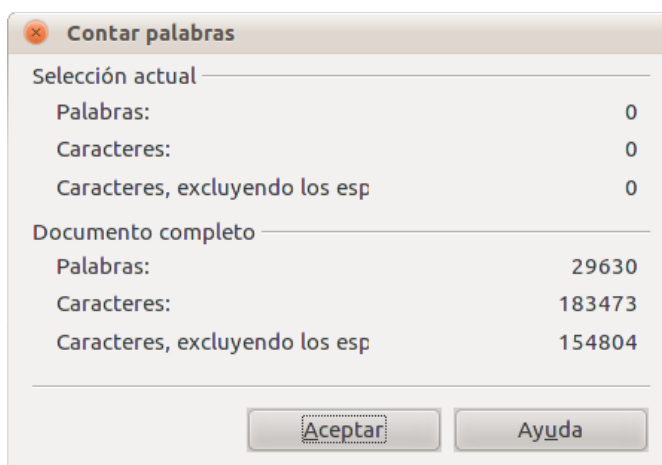 Contar palabras
Selección actual
Palabras: 0
Caracteres: 0
Caracteres, excluyendo los esp 0
Documento completo
Palabras: 29630
Caracteres: 183473
Caracteres, excluyendo los esp 154804
Aceptar Ayuda